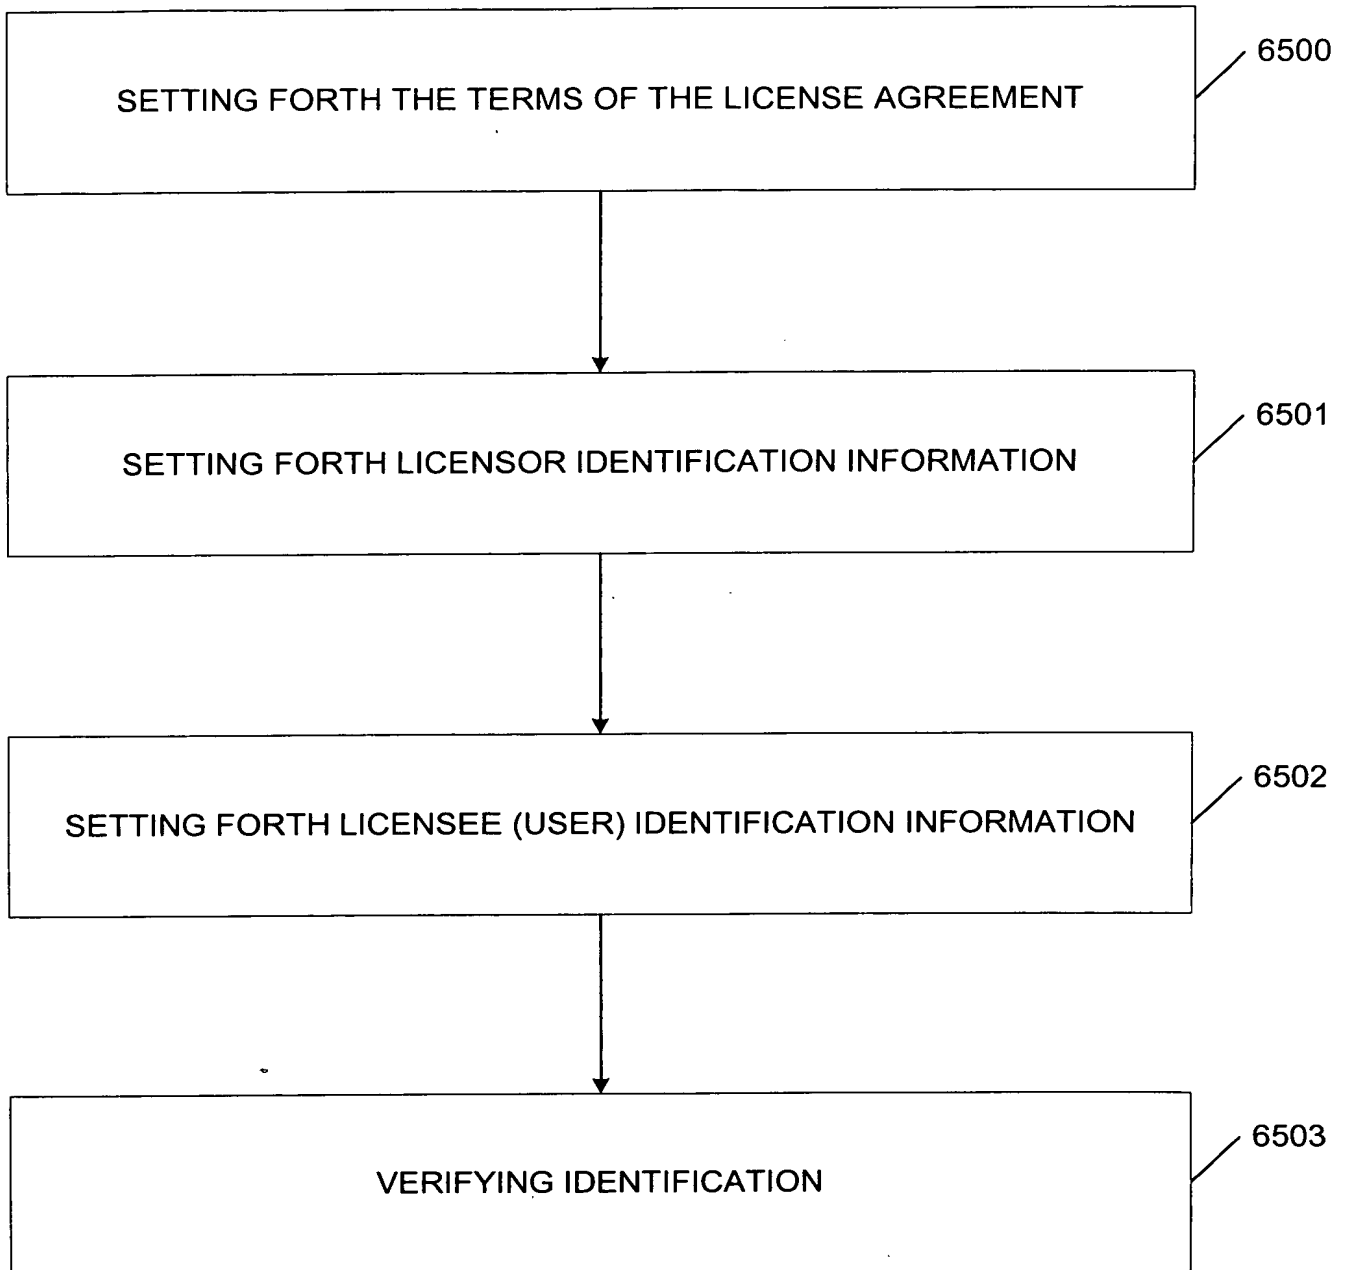 SETTING FORTH THE TERMS OF THE LICENSE AGREEMENT
6500
SETTING FORTH LICENSOR IDENTIFICATION INFORMATION
6501
SETTING FORTH LICENSEE (USER) IDENTIFICATION INFORMATION
6502
VERIFYING IDENTIFICATION
6503